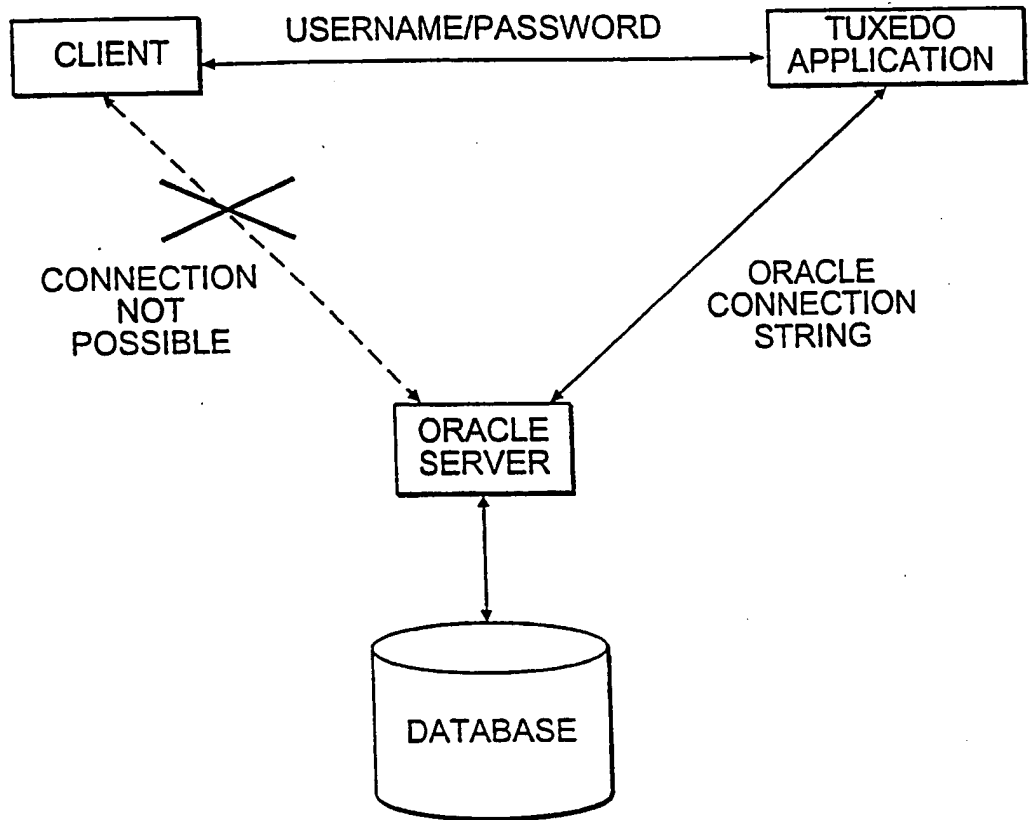 CLIENT
USERNAME/PASSWORD
TUXEDO
APPLICATION
CONNECTION
NOT
POSSIBLE
ORACLE
CONNECTION
STRING
ORACLE
SERVER
DATABASE